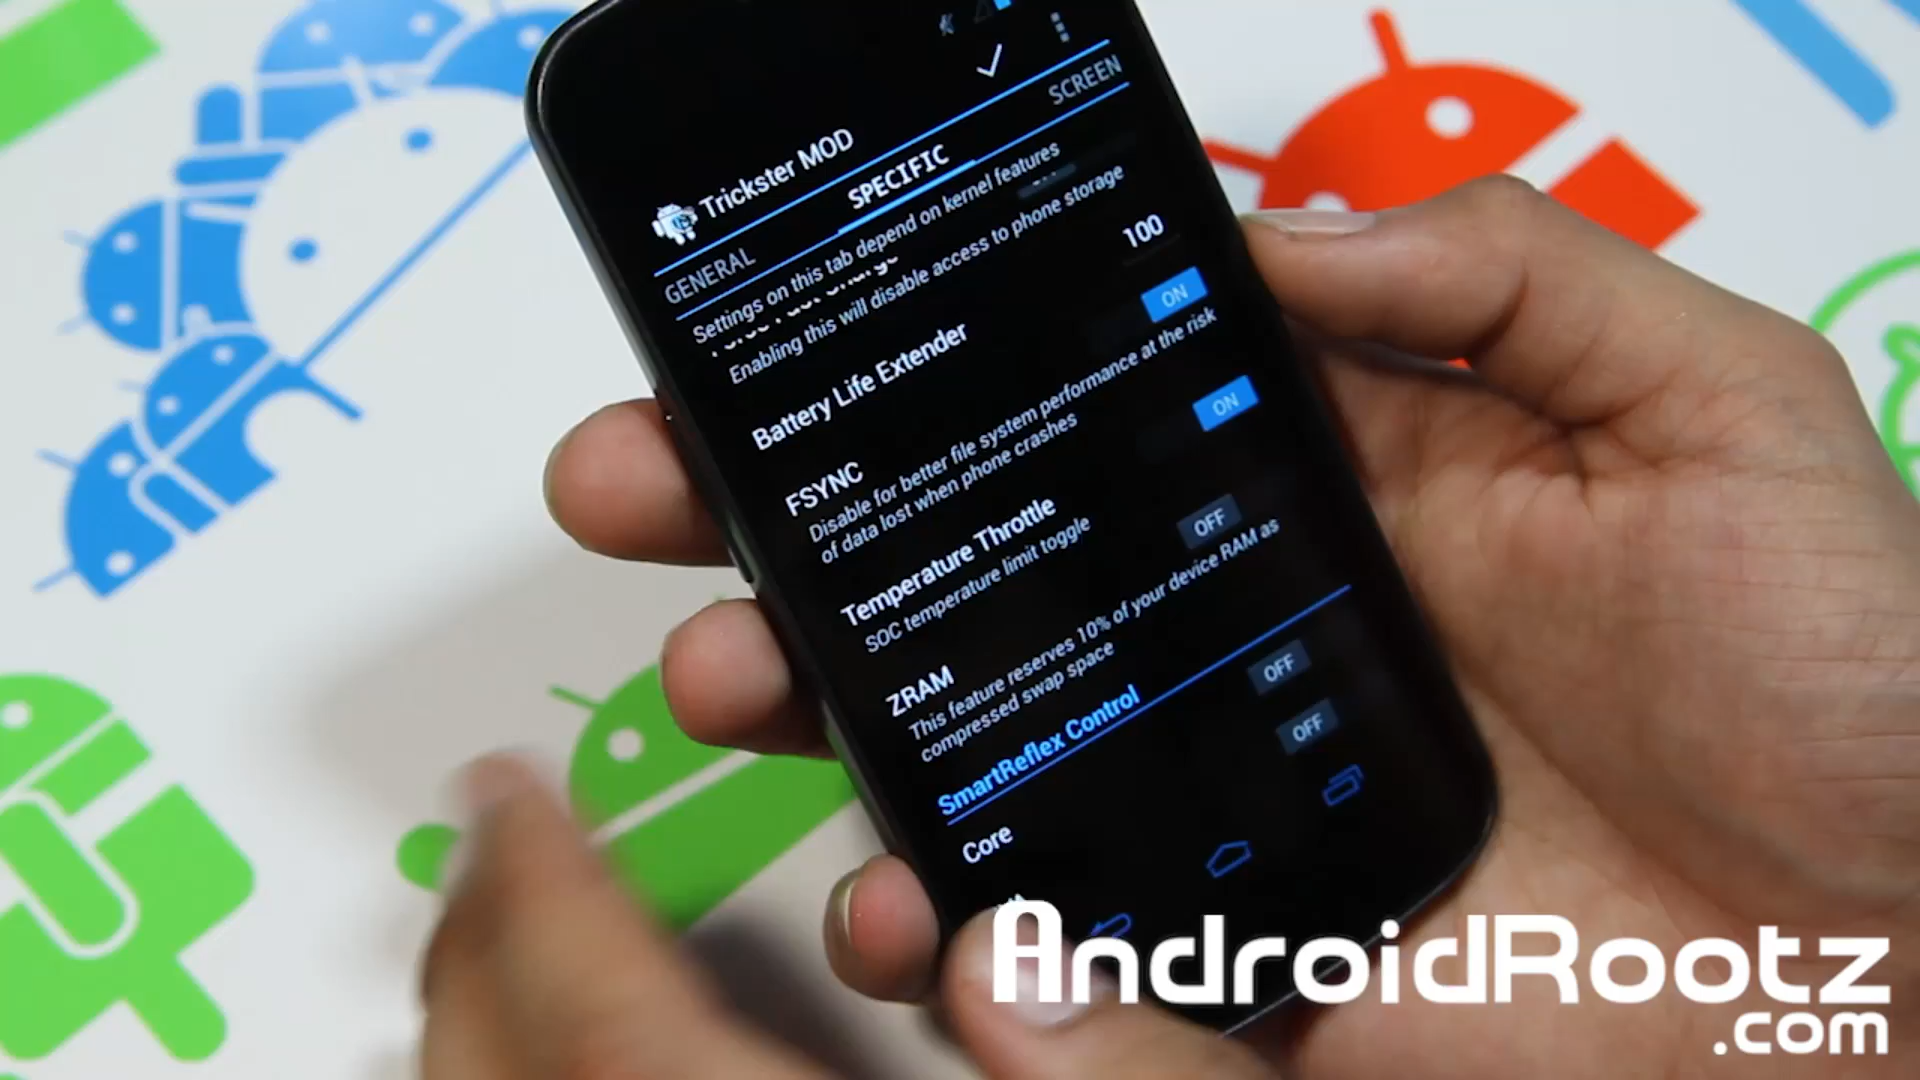 Trickster MOD
GENERAL
SPECIFIC
SCREEN
Settings on this tab depend on kernel features
Enabling this will disable access to phone storage
Battery Life Extender
100
FSYNC
ON
Disable for better file system performance at the risk
of data lost when phone crashes
Temperature Throttle
ON
SOC temperature limit toggle
ZRAM
OFF
This feature reserves 10% of your device RAM as
compressed swap space
SmartReflex Control
Core
OFF
OFF
AndroidRootz
.com